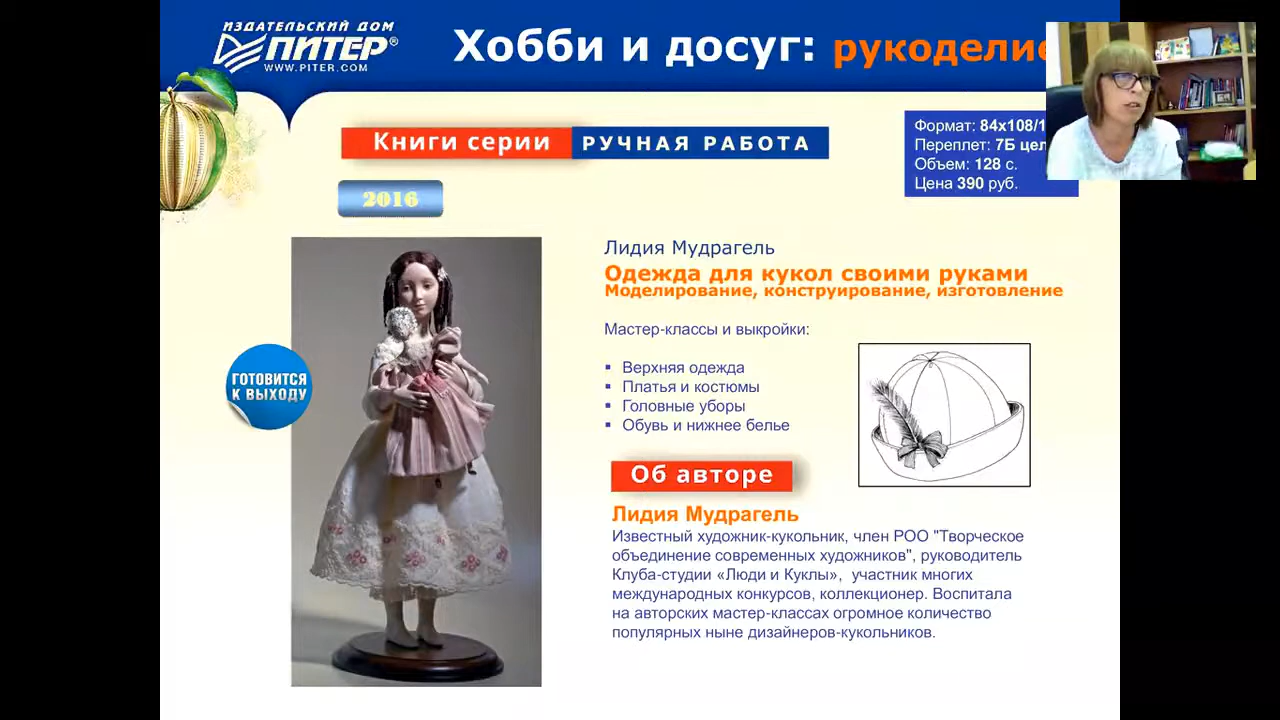 ИЗДАТЕЛЬСКИЙ ДОМ
ПИТЕР®
WWW.PITER.COM
Хобби и досуг: рукоделие
Книги серии РУЧНАЯ РАБОТА
Формат: 84х108/1
Переплет: 7Б цел
Объем: 128 с.
Цена 390 руб.
2016
Лидия Мудрагель
Одежда для кукол своими руками
Моделирование, конструирование, изготовление
Мастер-классы и выкройки:
▪ Верхняя одежда
▪ Платья и костюмы
▪ Головные уборы
▪ Обувь и нижнее белье
ГОТОВИТСЯ
К ВЫХОДУ
Об авторе
Лидия Мудрагель
Известный художник-кукольник, член РОО "Творческое
объединение современных художников", руководитель
Клуба-студии «Люди и Куклы», участник многих
международных конкурсов, коллекционер. Воспитала
на авторских мастер-классах огромное количество
популярных ныне дизайнеров-кукольников.